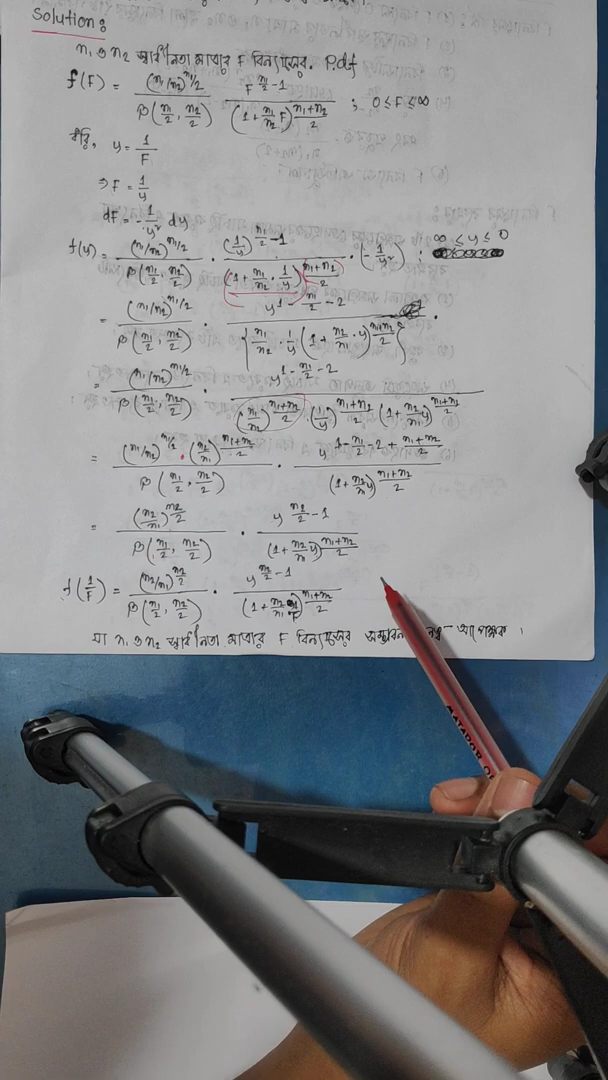 Solution :
n₁ ও n₂ স্বাধীনতা মাত্রার F বিন্যাসের. P.d.f
f(F) = (n₁/n₂)^(n₁/2) / β(n₁/2, n₂/2) · F^(n₁/2 - 1) / (1 + n₁/n₂ F)^((n₁+n₂)/2) ; 0 ≤ F ≤ ∞
ধরি, y = 1/F
⇒ F = 1/y
dF = - 1/y² dy
f(y) = (n₁/n₂)^(n₁/2) / β(n₁/2, n₂/2) · (1/y)^(n₁/2 - 1) / (1 + n₁/n₂ · 1/y)^((n₁+n₂)/2) · (- 1/y²) ; ∞ ≤ y ≤ 0
= (n₁/n₂)^(n₁/2) / β(n₁/2, n₂/2) · y^(1 - n₁/2 - 2) / {n₁/n₂ · 1/y (1 + n₂/n₁ · y)^((n₁+n₂)/2)} .
= (n₁/n₂)^(n₁/2) / β(n₁/2, n₂/2) · y^(1 - n₁/2 - 2) / (n₁/n₂)^((n₁+n₂)/2) · (1/y)^((n₁+n₂)/2) (1 + n₂/n₁ y)^((n₁+n₂)/2)
= (n₁/n₂)^(n₁/2) · (n₂/n₁)^((n₁+n₂)/2) / β(n₁/2, n₂/2) · y^(1 - n₁/2 - 2 + (n₁+n₂)/2) / (1 + n₂/n₁ y)^((n₁+n₂)/2)
= (n₂/n₁)^(n₂/2) / β(n₁/2, n₂/2) · y^(n₂/2 - 1) / (1 + n₂/n₁ y)^((n₁+n₂)/2)
f(1/F) = (n₂/n₁)^(n₂/2) / β(n₁/2, n₂/2) · y^(n₂/2 - 1) / (1 + n₂/n₁ · 1/F)^((n₁+n₂)/2)
যা n₁ ও n₂ স্বাধীনতা মাত্রার F বিন্যাসের অপেক্ষক ।
MATADOR